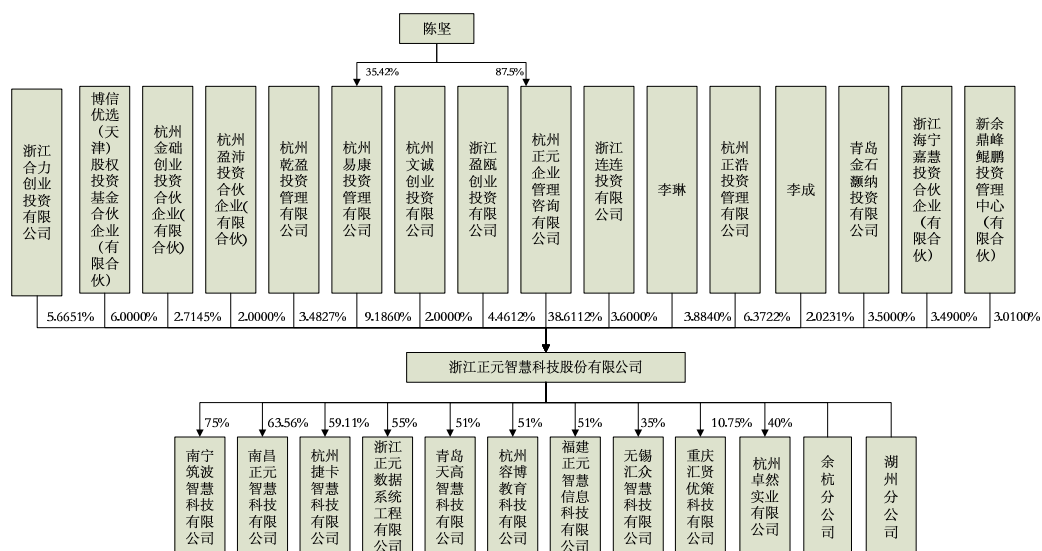 陈坚
35.42%
87.5%
浙江
合力
创业
投资
有限
公司
博信
优选
（天
津）
股权
投资
基金
合伙
企业
（有
限合
伙）
杭州
金础
创业
投资
合伙
企业(
有限
合伙)
杭州
盈沛
投资
合伙
企业(
有限
合伙)
杭州
乾盈
投资
管理
有限
公司
杭州
易康
投资
管理
有限
公司
杭州
文诚
创业
投资
有限
公司
浙江
盈瓯
创业
投资
有限
公司
杭州
正元
企业
管理
咨询
有限
公司
浙江
连连
投资
有限
公司
李琳
杭州
正浩
投资
管理
有限
公司
李成
青岛
金石
灏纳
投资
有限
公司
浙江
海宁
嘉慧
投资
合伙
企业
（有
限合
伙）
新余
鼎峰
鲲鹏
投资
管理
中心
（有
限合
伙）
5.6651%
6.0000%
2.7145%
2.0000%
3.4827%
9.1860%
2.0000%
4.4612%
38.6112%
3.6000%
3.8840%
6.3722%
2.0231%
3.5000%
3.4900%
3.0100%
浙江正元智慧科技股份有限公司
75%
63.56%
59.11%
55%
51%
51%
51%
35%
10.75%
40%
南宁
筑波
智慧
科技
有限
公司
南昌
正元
智慧
科技
有限
公司
杭州
捷卡
智慧
科技
有限
公司
浙江
正元
数据
系统
工程
有限
公司
青岛
天高
智慧
科技
有限
公司
杭州
容博
教育
科技
有限
公司
福建
正元
智慧
信息
科技
有限
公司
无锡
汇众
智慧
科技
有限
公司
重庆
汇贤
优策
科技
有限
公司
杭州
卓然
实业
有限
公司
余
杭
分
公
司
湖
州
分
公
司